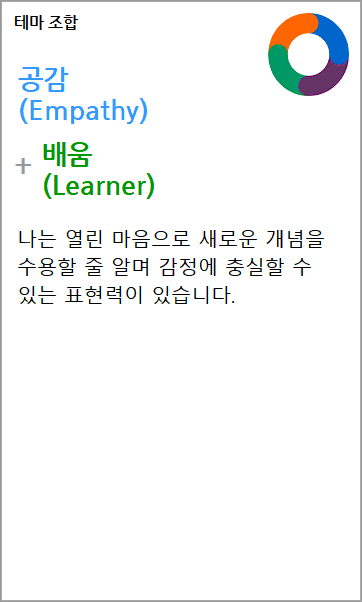 테마 조합
공감
(Empathy)
+ 배움
(Learner)
나는 열린 마음으로 새로운 개념을
수용할 줄 알며 감정에 충실할 수
있는 표현력이 있습니다.